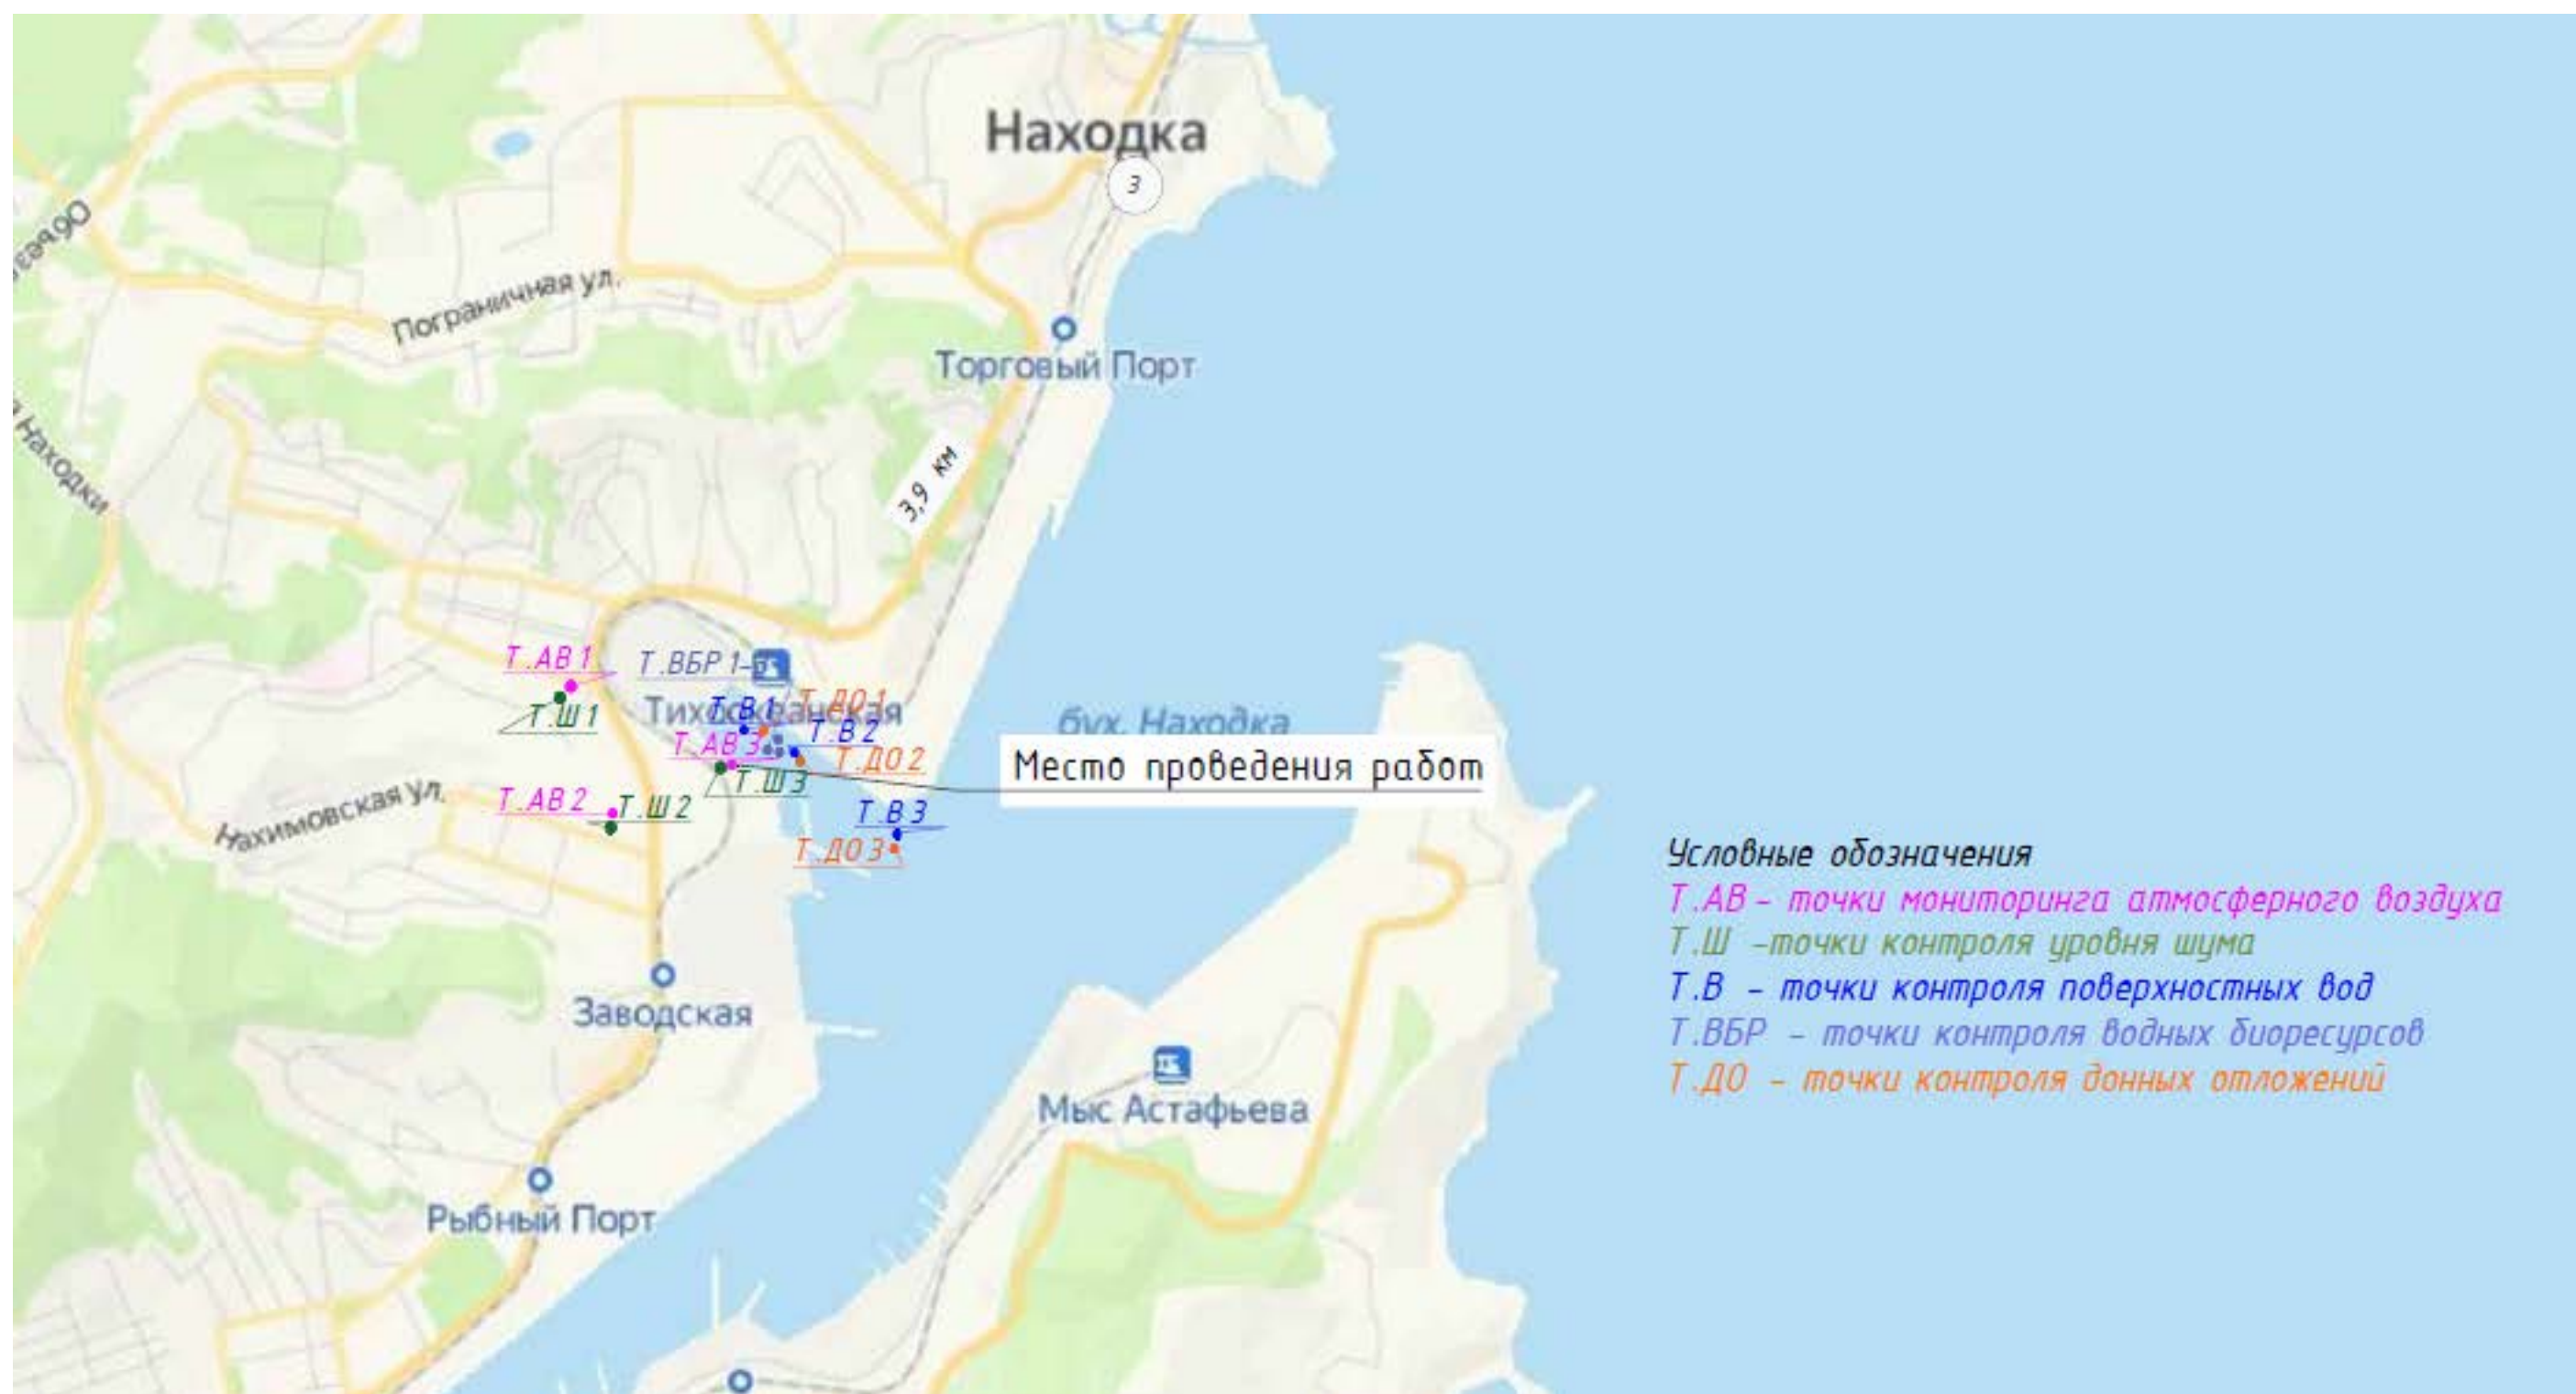 Находка
3
Обрезн
Пограничная ул.
Торговый Порт
Находки
3,9 км
Т.АВ 1
Т.ВБР 1-
Т.Ш 1
Тихоокеанская
Т.В 1
Т.ДО 1
Т.В 2
бух. Находка
Т.АВ 3
Т.ДО 2
Место проведения работ
Т.Ш 3
Нахимовская ул.
Т.АВ 2
Т.Ш 2
Т.В 3
Т.ДО 3
Условные обозначения
Т.АВ – точки мониторинга атмосферного воздуха
Т.Ш –точки контроля уровня шума
Т.В – точки контроля поверхностных вод
Т.ВБР – точки контроля водных биоресурсов
Т.ДО – точки контроля донных отложений
Заводская
Мыс Астафьева
Рыбный Порт